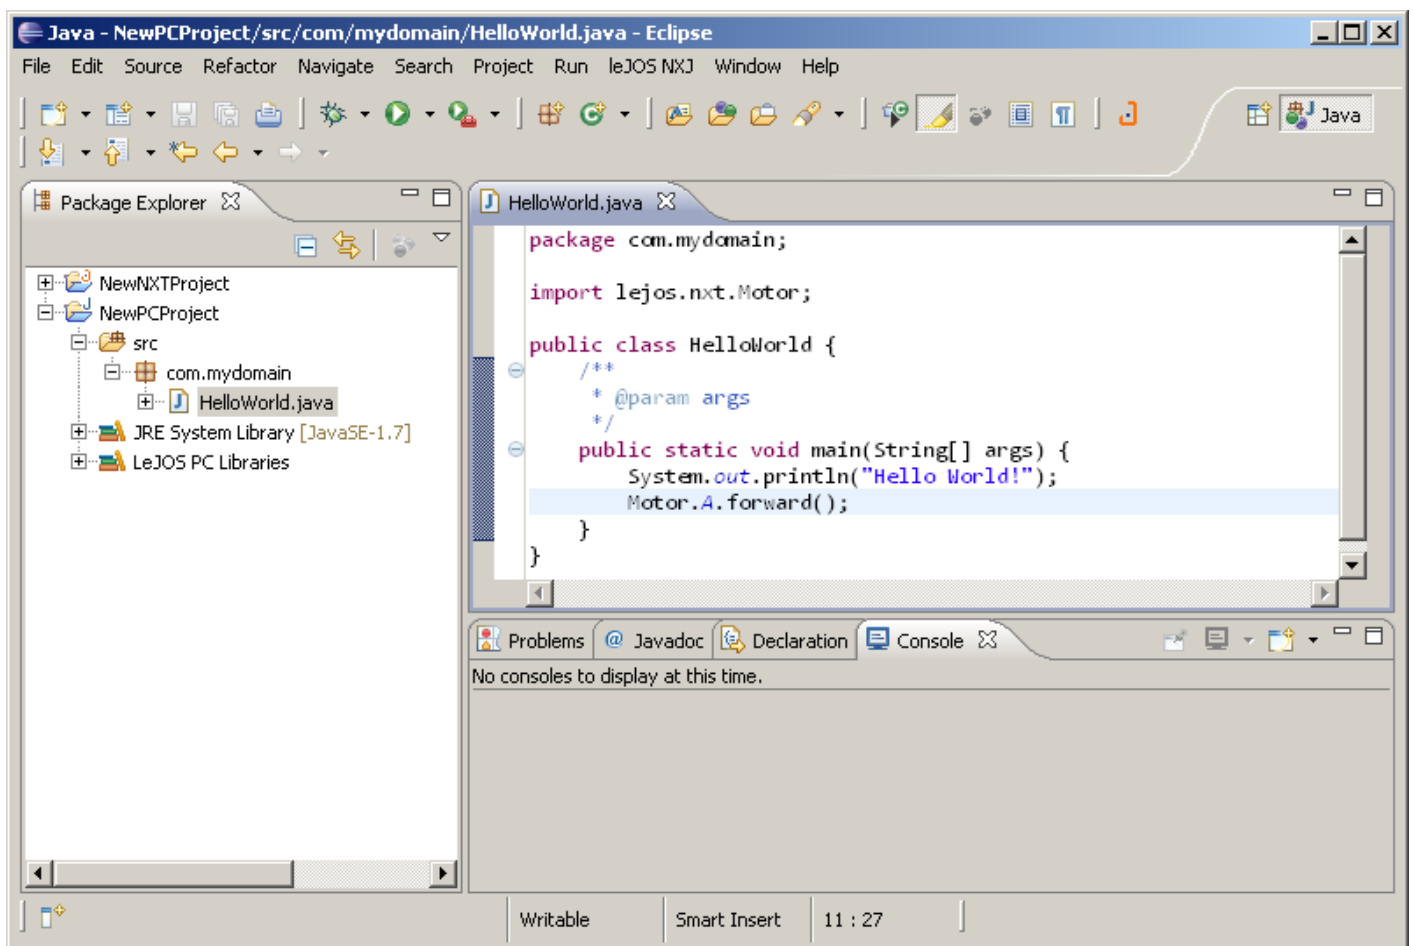 Java - NewPCProject/src/com/mydomain/HelloWorld.java - Eclipse
File Edit Source Refactor Navigate Search Project Run leJOS NXJ Window Help
Java
Package Explorer
NewNXTProject
NewPCProject
src
com.mydomain
HelloWorld.java
JRE System Library [JavaSE-1.7]
LeJOS PC Libraries
HelloWorld.java
package com.mydomain;
import lejos.nxt.Motor;
public class HelloWorld {
/**
* @param args
*/
public static void main(String[] args) {
System.out.println("Hello World!");
Motor.A.forward();
}
}
Problems @ Javadoc Declaration Console
No consoles to display at this time.
Writable Smart Insert 11 : 27